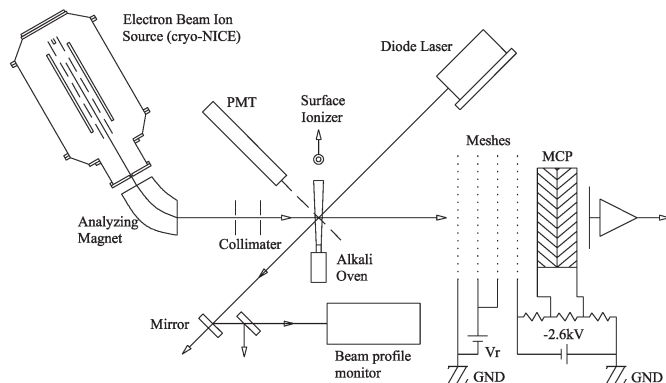 Electron Beam Ion
Source (cryo-NICE)
Diode Laser
PMT
Surface
Ionizer
Meshes
MCP
Analyzing
Magnet
Collimater
Alkali
Oven
Mirror
Beam profile
monitor
Vr
-2.6kV
GND
GND